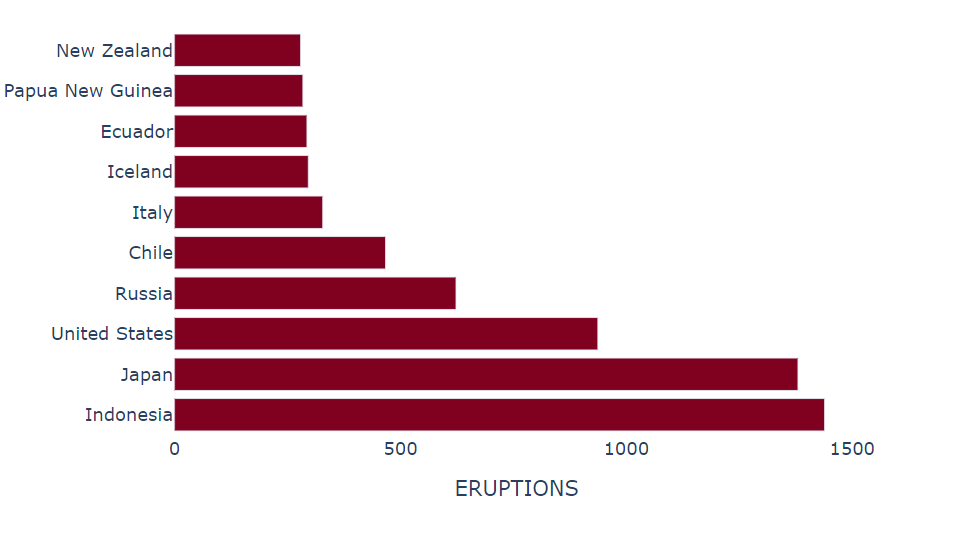 New Zealand
Papua New Guinea
Ecuador
Iceland
Italy
Chile
Russia
United States
Japan
Indonesia
0 500 1000 1500
ERUPTIONS